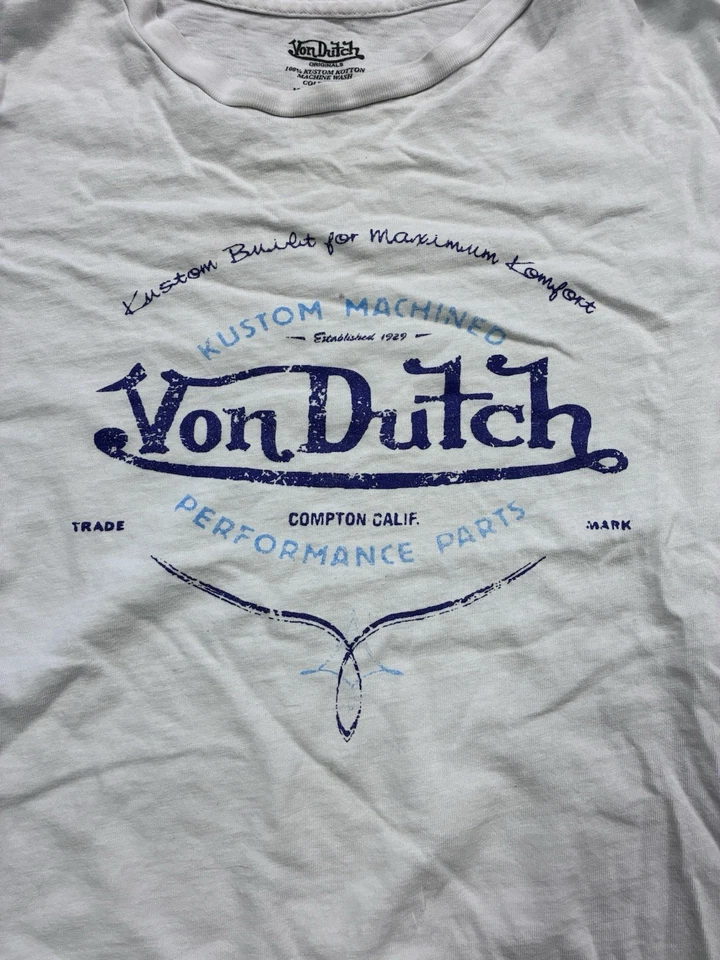 Von Dutch
ORIGINALS
100% KUSTOM KOTTON
MACHINE WASH
Kustom Built for Maximum Komfort
KUSTOM MACHINED
Established 1929
Von Dutch
COMPTON CALIF.
TRADE MARK
PERFORMANCE PARTS